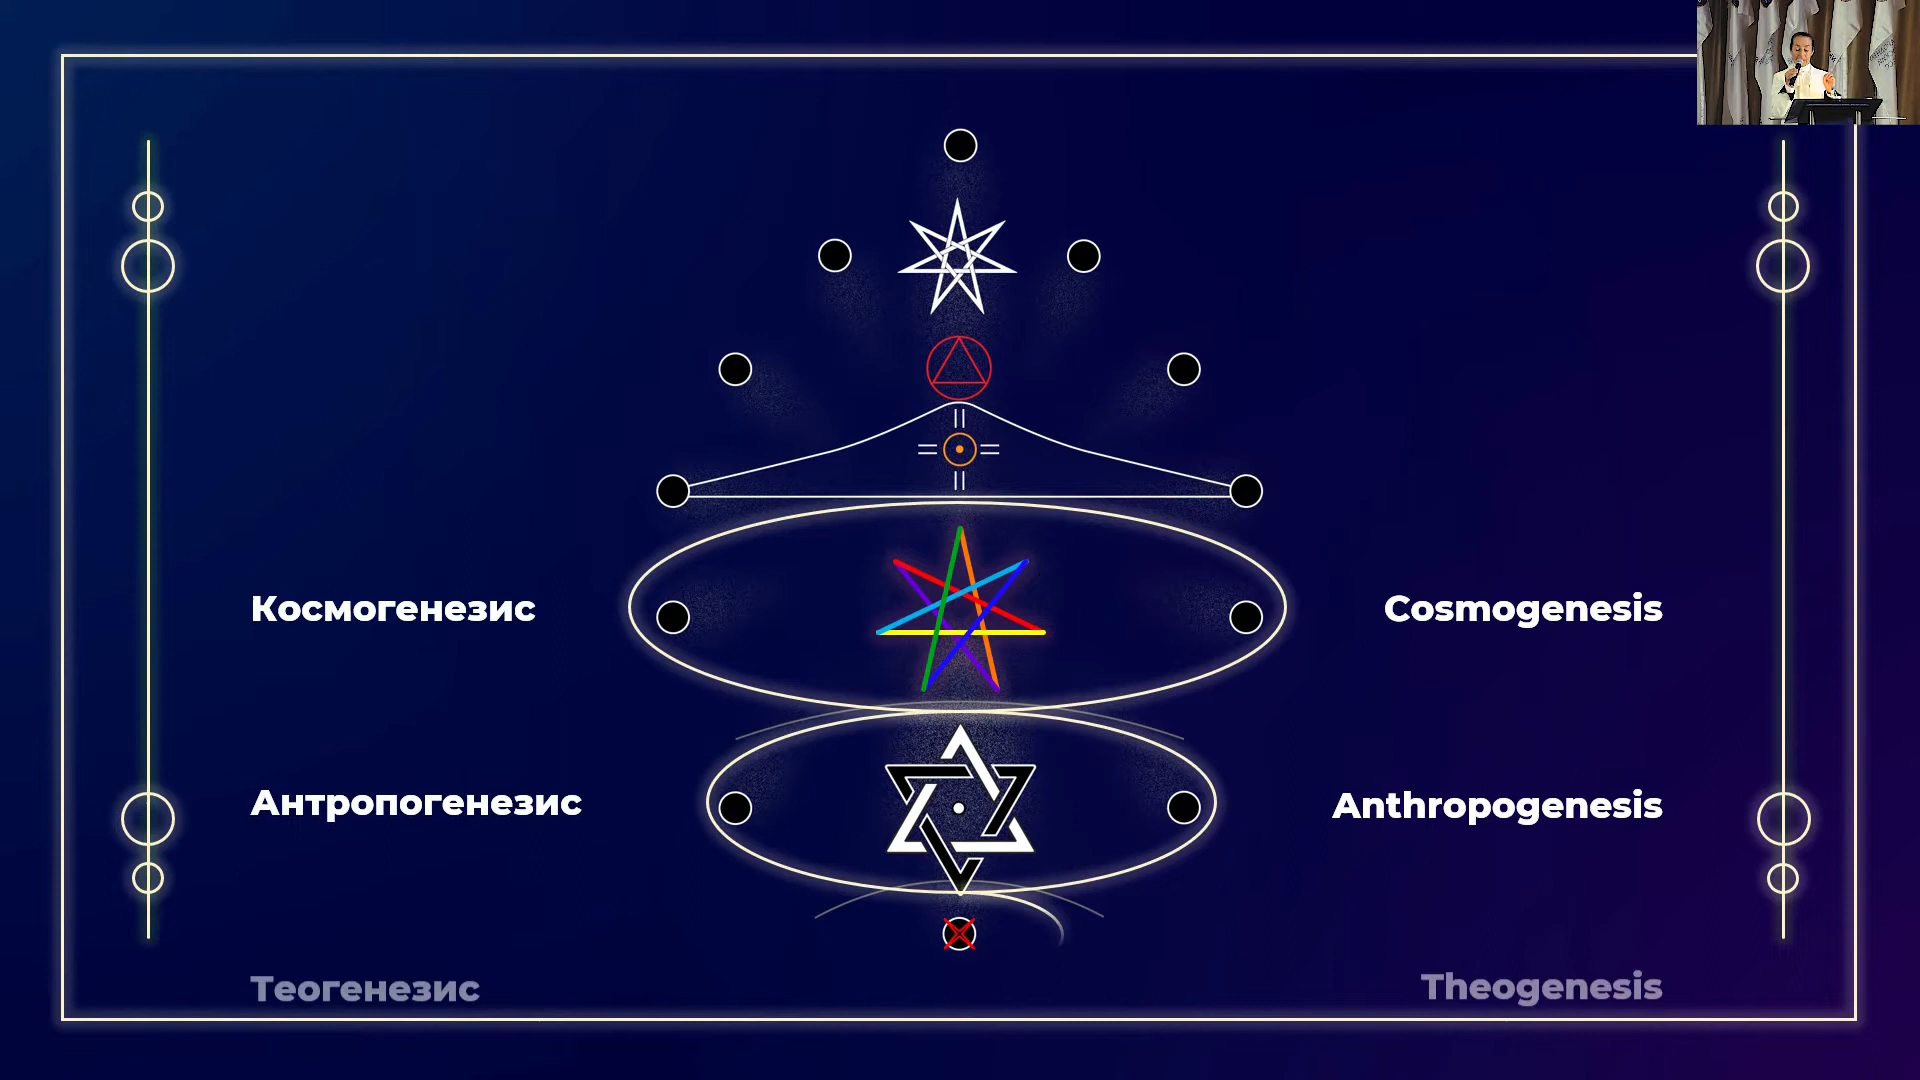 Космогенезис
Cosmogenesis
Антропогенезис
Anthropogenesis
Теогенезис
Theogenesis